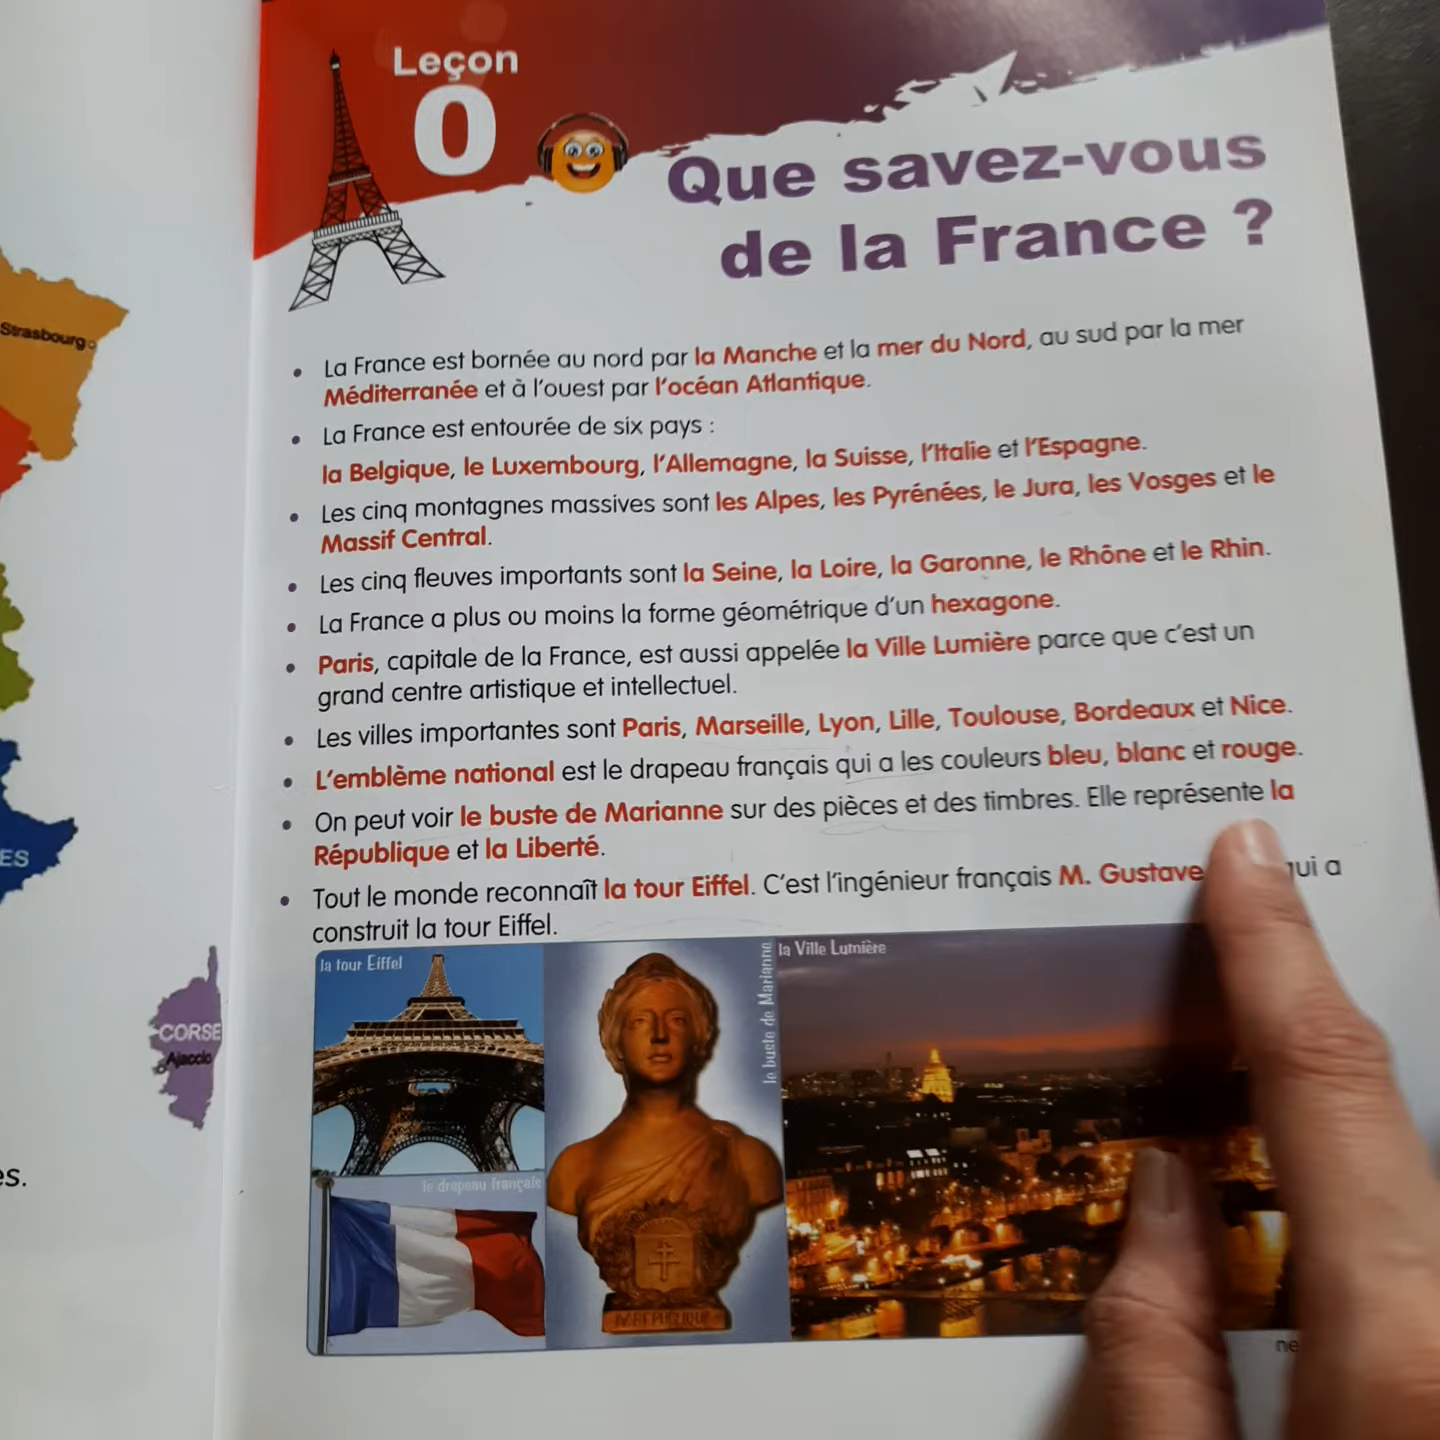 Leçon
0
Que savez-vous
de la France ?
La France est bornée au nord par la Manche et la mer du Nord, au sud par la mer
Méditerranée et à l'ouest par l'océan Atlantique.
La France est entourée de six pays :
la Belgique, le Luxembourg, l'Allemagne, la Suisse, l'Italie et l'Espagne.
Les cinq montagnes massives sont les Alpes, les Pyrénées, le Jura, les Vosges et le
Massif Central.
Les cinq fleuves importants sont la Seine, la Loire, la Garonne, le Rhône et le Rhin.
La France a plus ou moins la forme géométrique d'un hexagone.
Paris, capitale de la France, est aussi appelée la Ville Lumière parce que c'est un
grand centre artistique et intellectuel.
Les villes importantes sont Paris, Marseille, Lyon, Lille, Toulouse, Bordeaux et Nice.
L'emblème national est le drapeau français qui a les couleurs bleu, blanc et rouge.
On peut voir le buste de Marianne sur des pièces et des timbres. Elle représente la
République et la Liberté.
Tout le monde reconnaît la tour Eiffel. C'est l'ingénieur français M. Gustave qui a
construit la tour Eiffel.
la tour Eiffel
le buste de Marianne
la Ville Lumière
le drapeau français
Strasbourg
ES
CORSE
Ajaccio
es.
ne